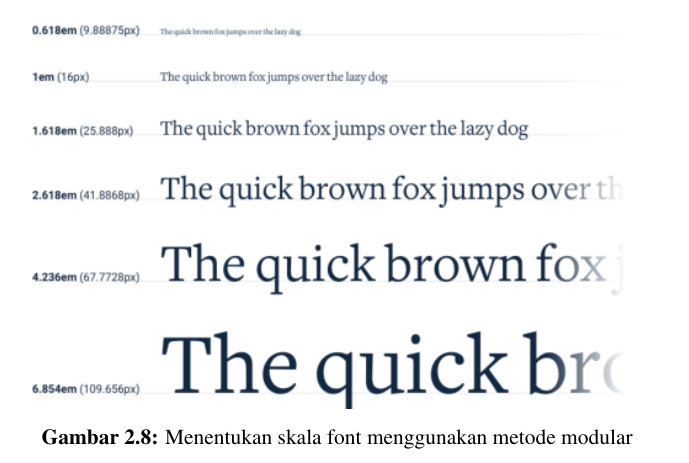 0.618em (9.88875px) The quick brown fox jumps over the lazy dog
1em (16px) The quick brown fox jumps over the lazy dog
1.618em (25.888px) The quick brown fox jumps over the lazy dog
2.618em (41.8868px) The quick brown fox jumps over th
4.236em (67.7728px) The quick brown fox j
6.854em (109.656px) The quick bro
Gambar 2.8: Menentukan skala font menggunakan metode modular